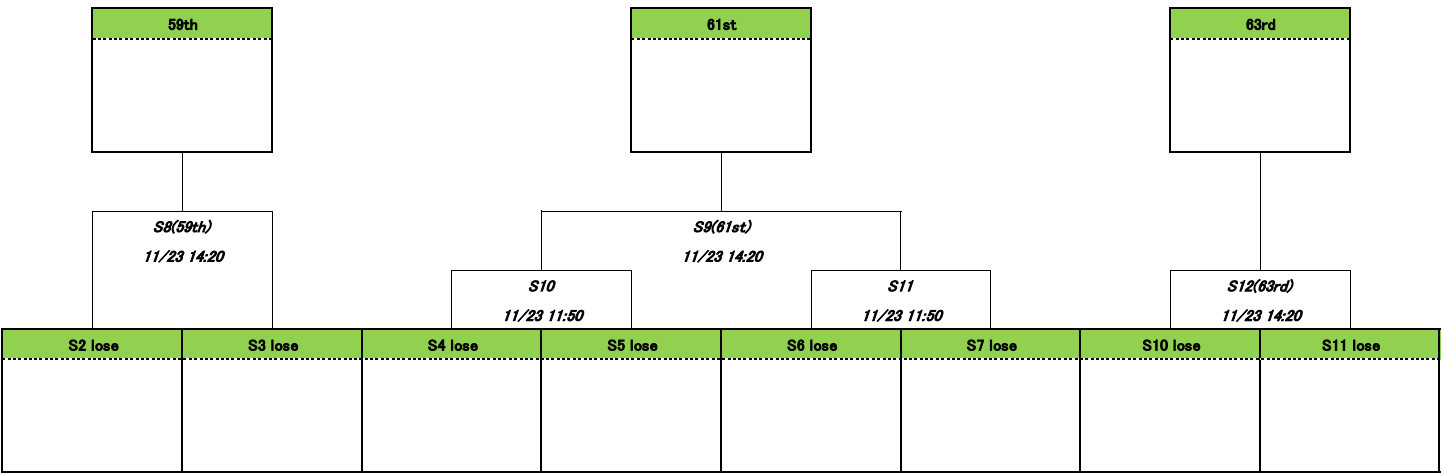 59th
61st
63rd
S8(59th)
11/23 14:20
S9(61st)
11/23 14:20
S10
11/23 11:50
S11
11/23 11:50
S12(63rd)
11/23 14:20
S2 lose
S3 lose
S4 lose
S5 lose
S6 lose
S7 lose
S10 lose
S11 lose